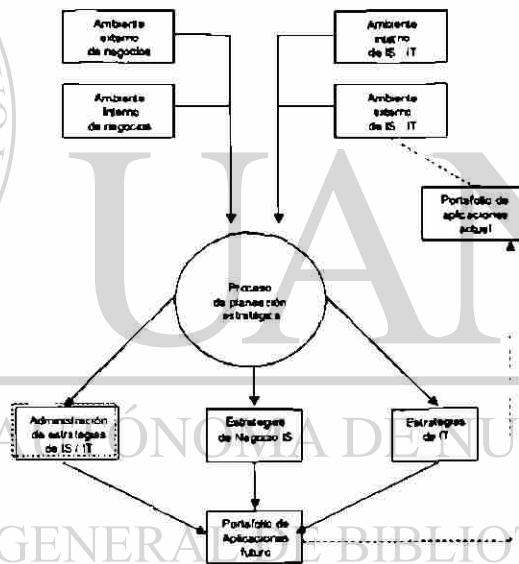 Ambiente
externo
de negocios
Ambiente
interno
de IS IT
Ambiente
interno
de negocios
Ambiente
externo
de IS IT
UAN
Portafolio de
aplicaciones
actual
Proceso
de planeación
estratégica
Administración
de estrategias
de IS / IT
Estrategias
de Negocio IS
Estrategias
de IT
TÓNOMA DE NU
Portafolio de
Aplicaciones
futuro
GENERAL DE BIBLIOT